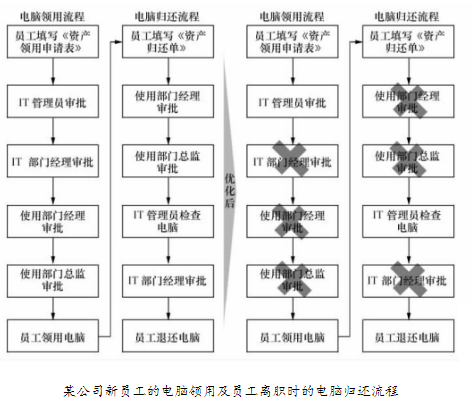 电脑领用流程
员工填写《资产
领用申请表》
IT 管理员审批
IT 部门经理审批
使用部门经理
审批
使用部门总监
审批
员工领用电脑
电脑归还流程
员工填写《资产
归还单》
使用部门经理
审批
使用部门总监
审批
IT 管理员检查
电脑
IT 部门经理审批
员工退还电脑
优化后
电脑领用流程
员工填写《资产
领用申请表》
IT 管理员审批
IT 部门经理审批
使用部门经理
审批
使用部门总监
审批
员工领用电脑
电脑归还流程
员工填写《资产
归还单》
使用部门经理
审批
使用部门总监
审批
IT 管理员检查
电脑
IT 部门经理审批
员工退还电脑
某公司新员工的电脑领用及员工离职时的电脑归还流程